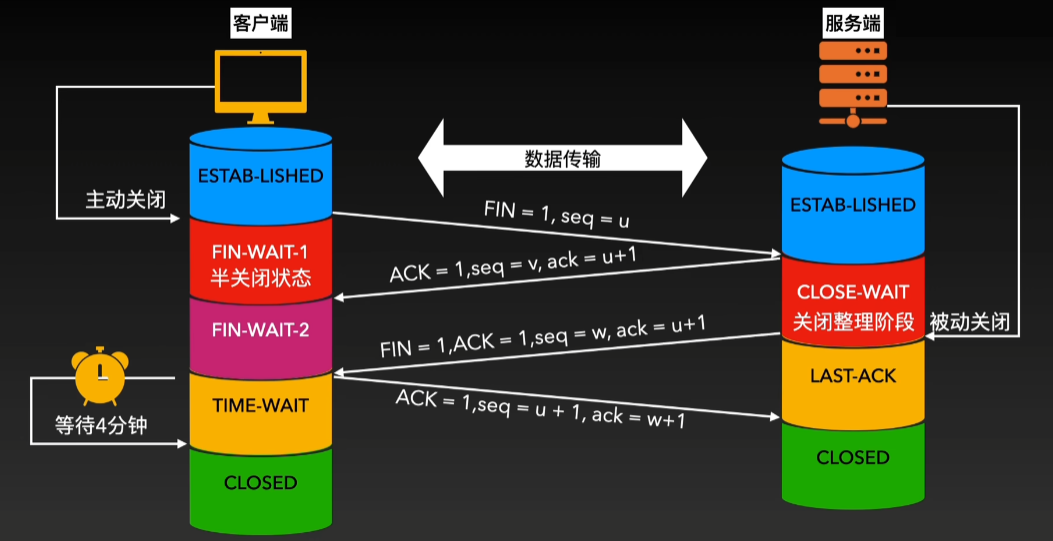 客户端
服务端
数据传输
ESTAB-LISHED
ESTAB-LISHED
主动关闭
FIN = 1, seq = u
FIN-WAIT-1
半关闭状态
ACK = 1,seq = v, ack = u+1
CLOSE-WAIT
关闭整理阶段
被动关闭
FIN-WAIT-2
FIN = 1,ACK = 1,seq = w, ack = u+1
LAST-ACK
TIME-WAIT
ACK = 1,seq = u + 1, ack = w+1
等待4分钟
CLOSED
CLOSED